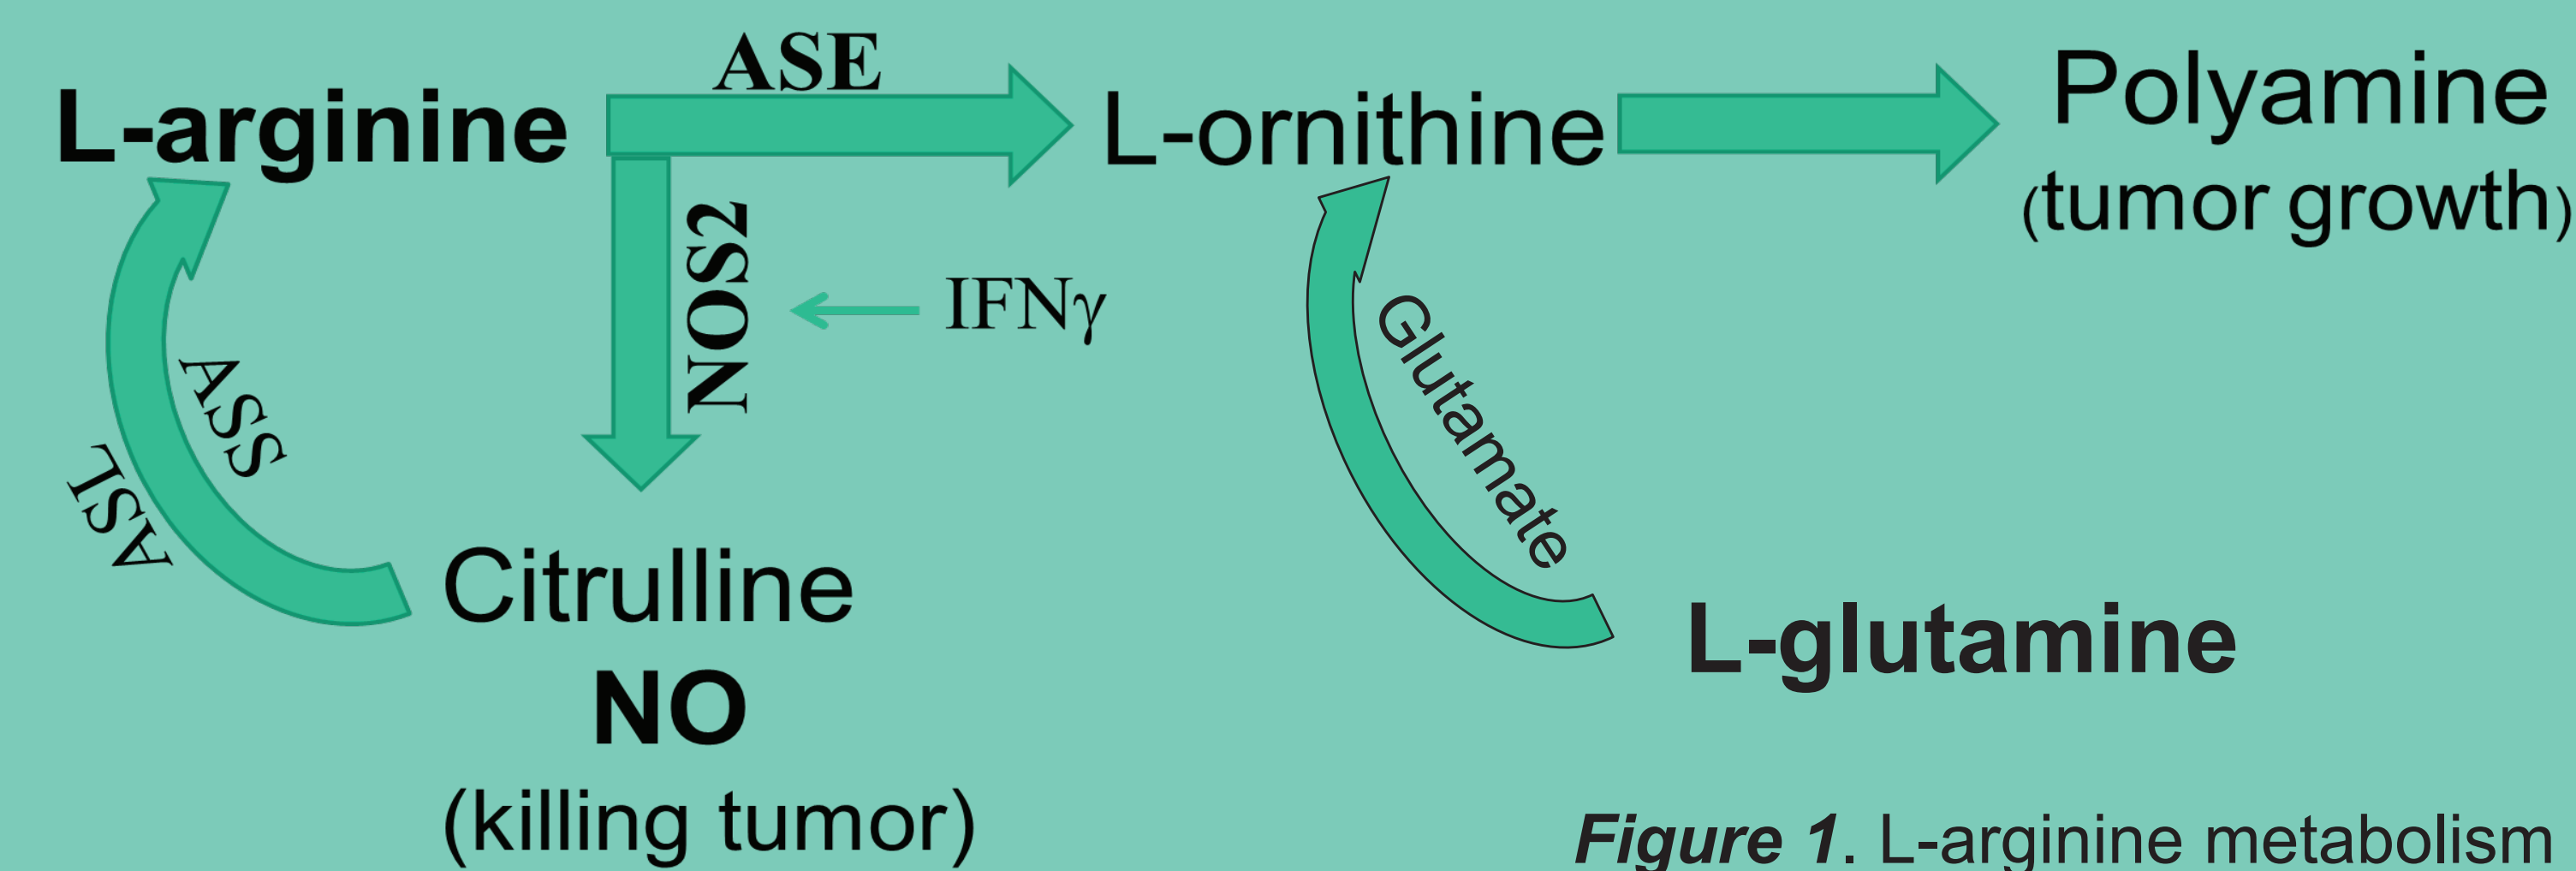 L-arginine
ASE
L-ornithine
Polyamine
(tumor growth)
NOS2
IFNγ
ASS
ASL
Glutamate
Citrulline
NO
(killing tumor)
L-glutamine
Figure 1. L-arginine metabolism